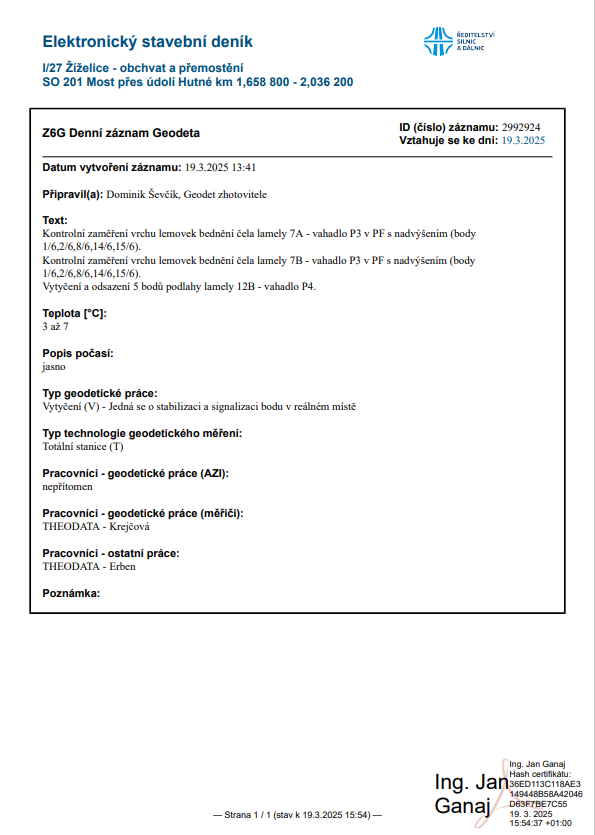 Elektronický stavební deník
ŘEDITELSTVÍ
SILNIC
A DÁLNIC
I/27 Žíželice - obchvat a přemostění
SO 201 Most přes údolí Hutné km 1,658 800 - 2,036 200
Z6G Denní záznam Geodeta
ID (číslo) záznamu: 2992924
Vztahuje se ke dni: 19.3.2025
Datum vytvoření záznamu: 19.3.2025 13:41
Připravil(a): Dominik Ševčík, Geodet zhotovitele
Text:
Kontrolní zaměření vrchu lemovek bednění čela lamely 7A - vahadlo P3 v PF s nadvýšením (body
1/6,2/6,8/6,14/6,15/6).
Kontrolní zaměření vrchu lemovek bednění čela lamely 7B - vahadlo P3 v PF s nadvýšením (body
1/6,2/6,8/6,14/6,15/6).
Vytyčení a odsazení 5 bodů podlahy lamely 12B - vahadlo P4.
Teplota [°C]:
3 až 7
Popis počasí:
jasno
Typ geodetické práce:
Vytyčení (V) - Jedná se o stabilizaci a signalizaci bodu v reálném místě
Typ technologie geodetického měření:
Totální stanice (T)
Pracovníci - geodetické práce (AZI):
nepřítomen
Pracovníci - geodetické práce (měřiči):
THEODATA - Krejčová
Pracovníci - ostatní práce:
THEODATA - Erben
Poznámka:
Ing. Jan
Ganaj
Ing. Jan Ganaj
Hash certifikátu:
36ED113C118AE3
149448B58A42046
D63F7BE7C55
19. 3. 2025
15:54:37 +01:00
— Strana 1 / 1 (stav k 19.3.2025 15:54) —